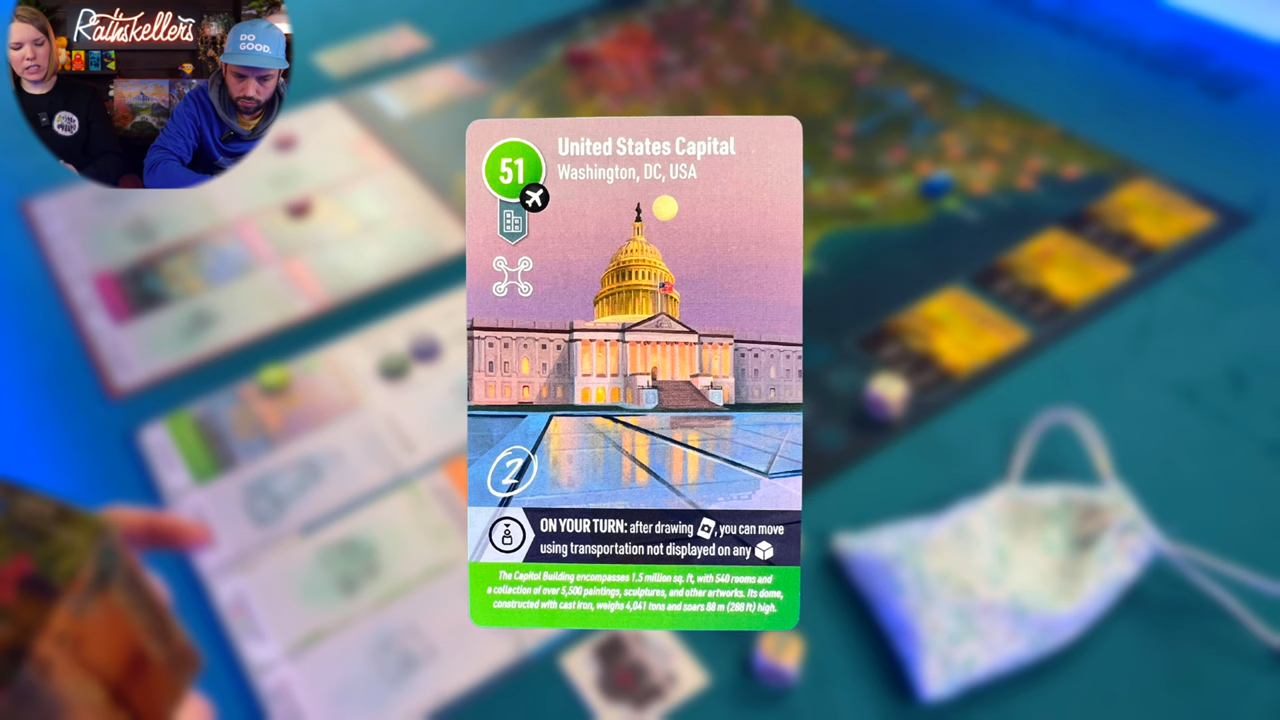 Rathskellers
DO
GOOD.
51
United States Capital
Washington, DC, USA
2
ON YOUR TURN: after drawing , you can move
using transportation not displayed on any
The Capitol Building encompasses 1.5 million sq. ft, with 540 rooms and
a collection of over 5,500 paintings, sculptures, and other artworks. Its dome,
constructed with cast iron, weighs 4,041 tons and soars 88 m (288 ft) high.